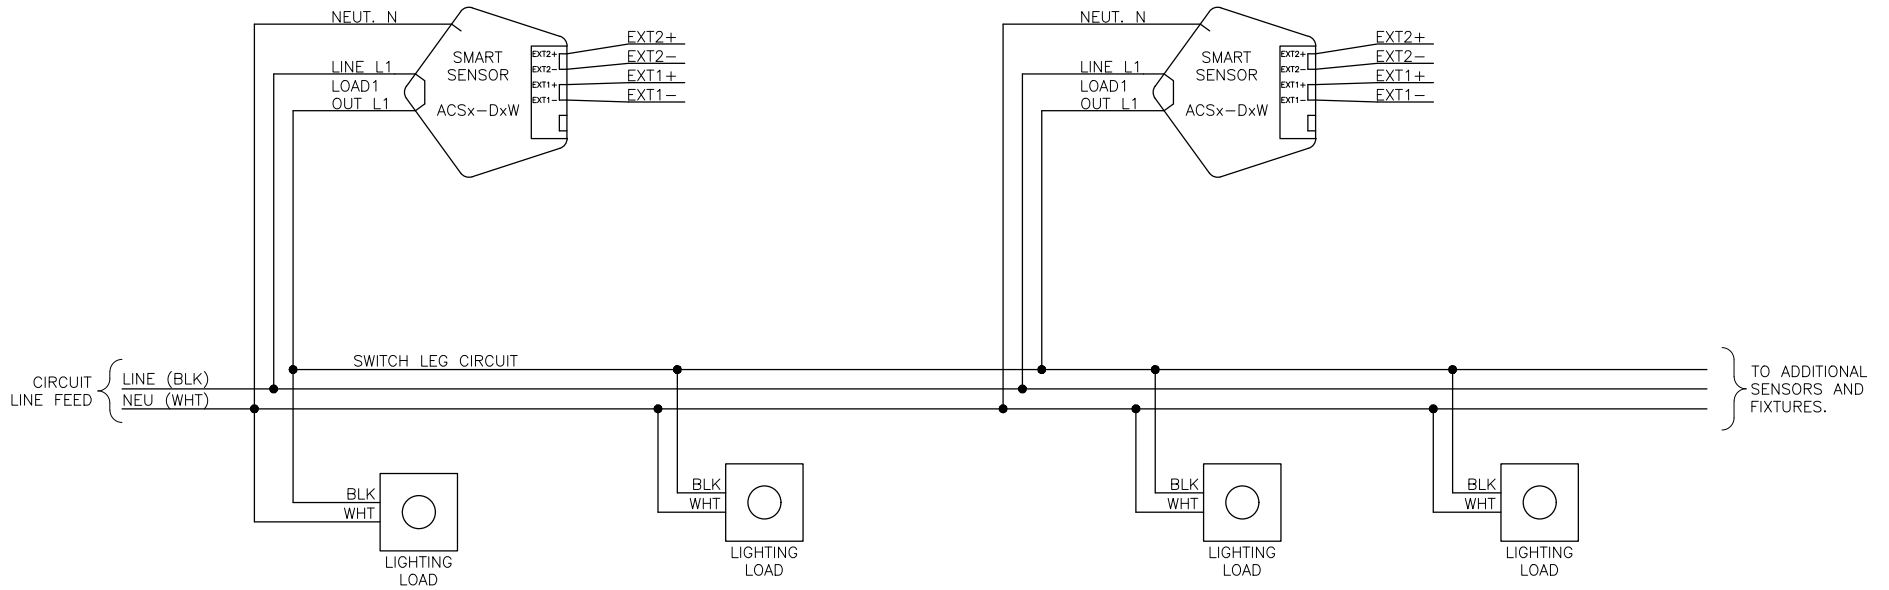 NEUT. N
LINE L1
LOAD1
OUT L1
SMART
SENSOR
ACSx-DxW
EXT2+
EXT2-
EXT1+
EXT1-
EXT2+
EXT2-
EXT1+
EXT1-
NEUT. N
LINE L1
LOAD1
OUT L1
SMART
SENSOR
ACSx-DxW
EXT2+
EXT2-
EXT1+
EXT1-
EXT2+
EXT2-
EXT1+
EXT1-
SWITCH LEG CIRCUIT
CIRCUIT
LINE FEED
LINE (BLK)
NEU (WHT)
TO ADDITIONAL
SENSORS AND
FIXTURES.
BLK
WHT
LIGHTING
LOAD
BLK
WHT
LIGHTING
LOAD
BLK
WHT
LIGHTING
LOAD
BLK
WHT
LIGHTING
LOAD